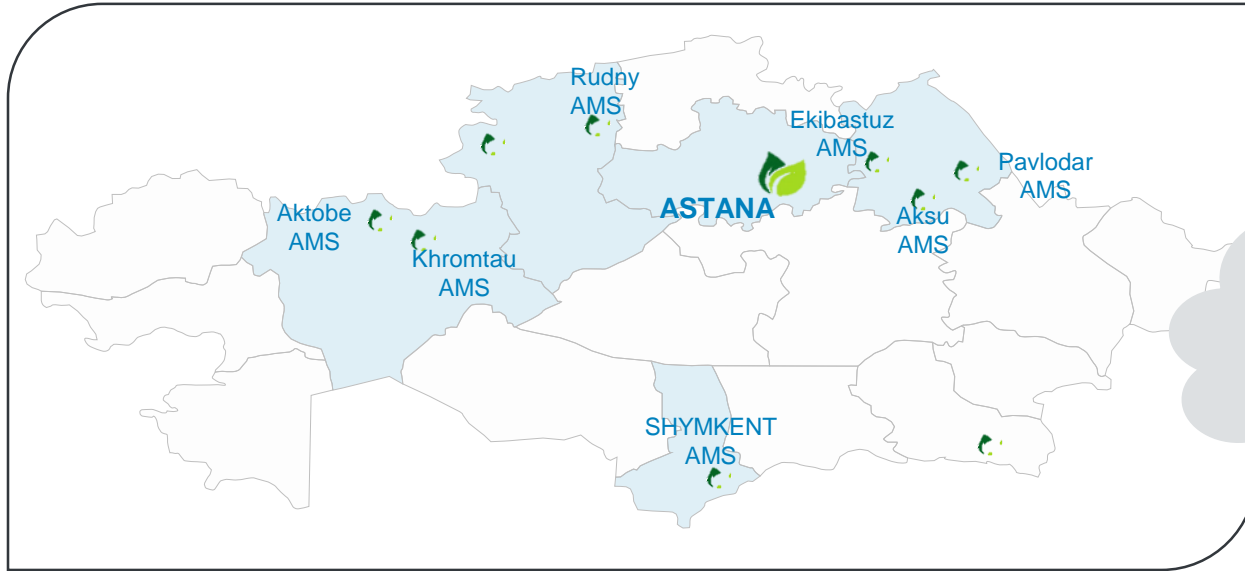 Rudny
AMS
Ekibastuz
AMS
Pavlodar
AMS
ASTANA
Aktobe
AMS
Aksu
AMS
Khromtau
AMS
SHYMKENT
AMS